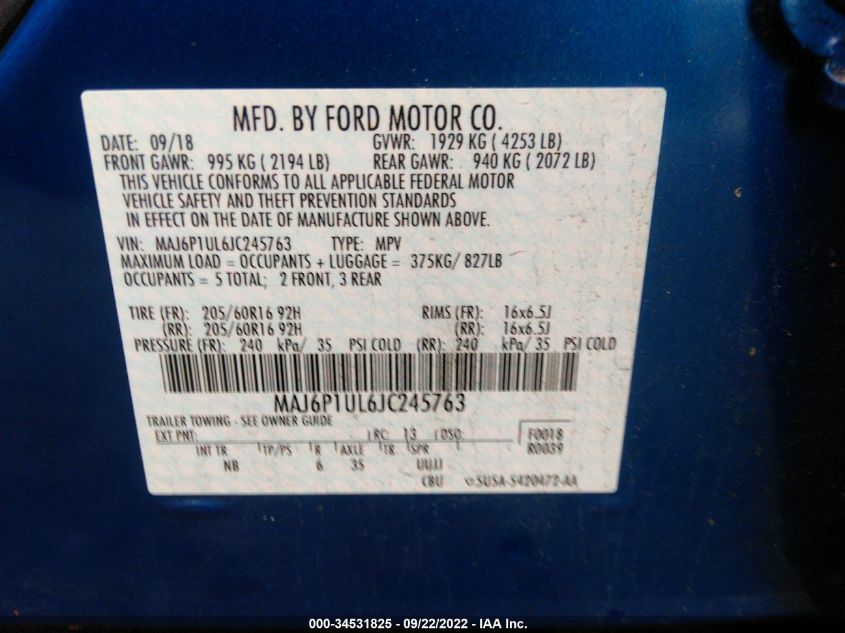 MFD. BY FORD MOTOR CO.
DATE: 09/18 GVWR: 1929 KG ( 4253 LB)
FRONT GAWR: 995 KG ( 2194 LB) REAR GAWR: 940 KG ( 2072 LB)
THIS VEHICLE CONFORMS TO ALL APPLICABLE FEDERAL MOTOR
VEHICLE SAFETY AND THEFT PREVENTION STANDARDS
IN EFFECT ON THE DATE OF MANUFACTURE SHOWN ABOVE.
VIN: MAJ6P1UL6JC245763 TYPE: MPV
MAXIMUM LOAD = OCCUPANTS + LUGGAGE = 375KG/ 827LB
OCCUPANTS = 5 TOTAL; 2 FRONT, 3 REAR
TIRE (FR): 205/60R16 92H RIMS (FR): 16x6.5J
(RR): 205/60R16 92H (RR): 16x6.5J
PRESSURE (FR): 240 kPa/ 35 PSI COLD (RR): 240 kPa/ 35 PSI COLD
MAJ6P1UL6JC245763
TRAILER TOWING - SEE OWNER GUIDE
EXT PNT: RC: 13 DSO: F0018
INT TR TP/PS R AXLE TR SPR R0039
NB 6 35 UUJJ
CBU 5USA-5420472-AA
000-34531825 - 09/22/2022 - IAA Inc.